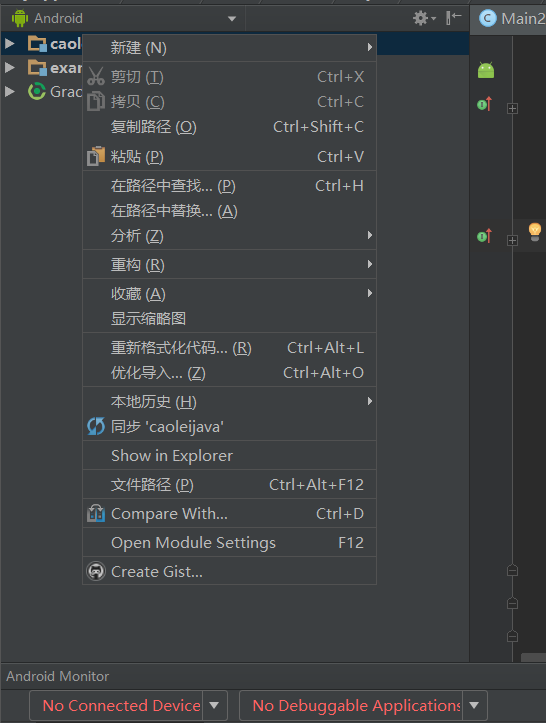 Android
Main2
caol
exar
Grac
新建 (N)
剪切 (T) Ctrl+X
拷贝 (C) Ctrl+C
复制路径 (O) Ctrl+Shift+C
粘贴 (P) Ctrl+V
在路径中查找... (P) Ctrl+H
在路径中替换... (A)
分析 (Z)
重构 (R)
收藏 (A)
显示缩略图
重新格式化代码... (R) Ctrl+Alt+L
优化导入... (Z) Ctrl+Alt+O
本地历史 (H)
同步 'caoleijava'
Show in Explorer
文件路径 (P) Ctrl+Alt+F12
Compare With... Ctrl+D
Open Module Settings F12
Create Gist...
Android Monitor
No Connected Device
No Debuggable Applications